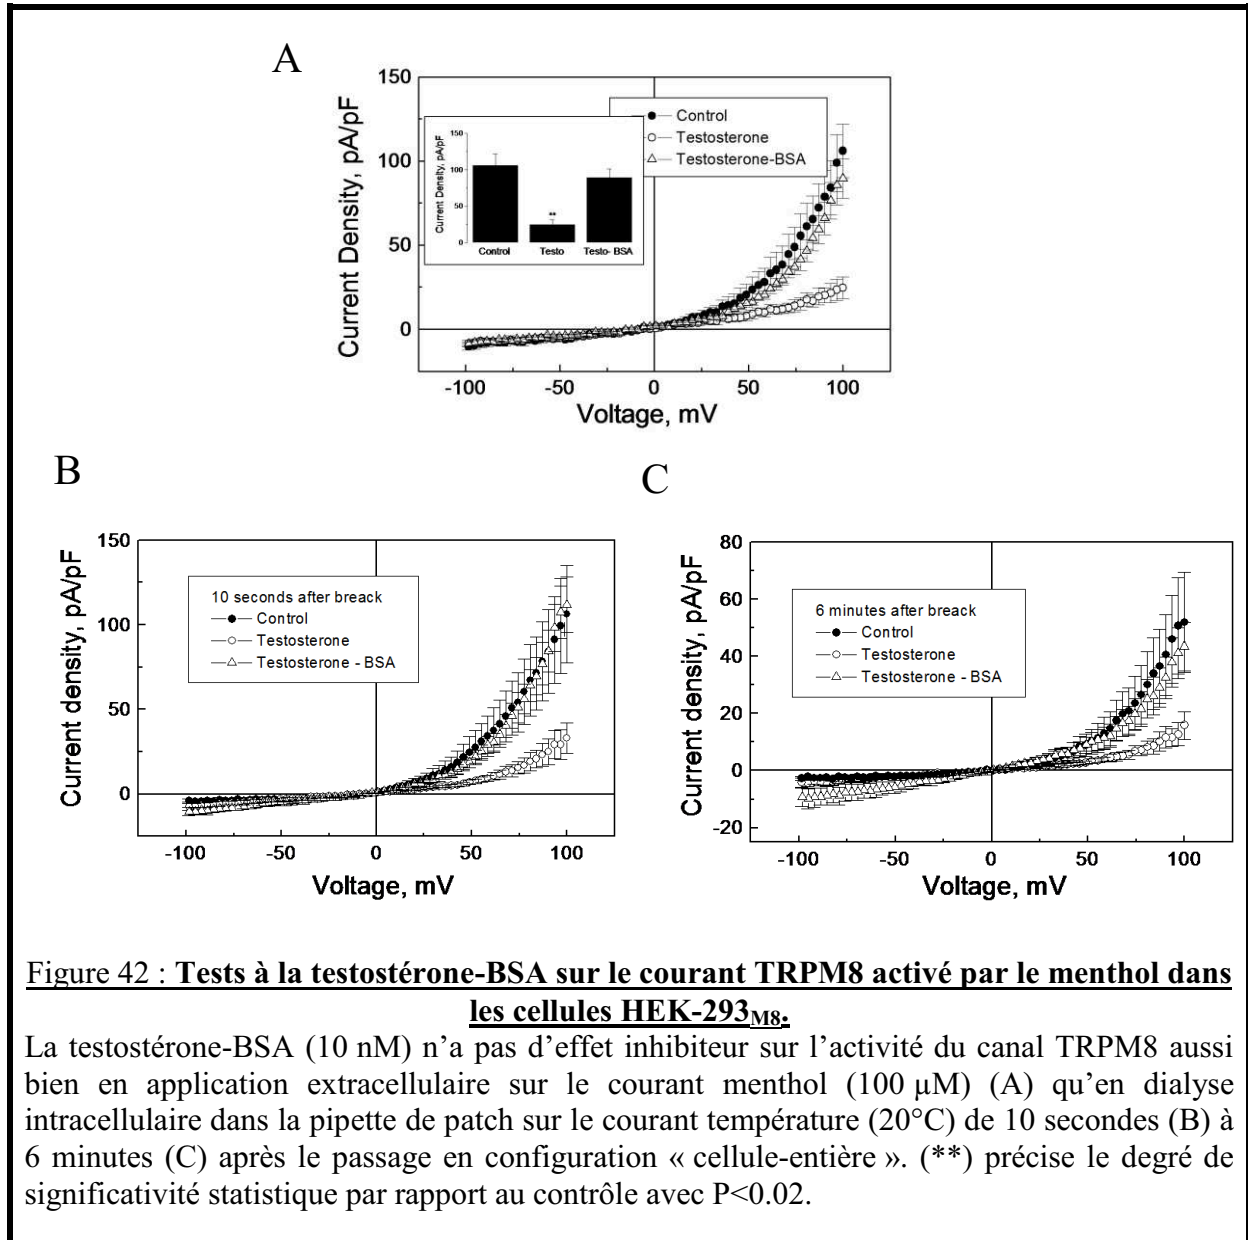 A
150
100
50
0
Current Density, pA/pF
-100
-50
0
50
100
Voltage, mV
Control
Testosterone
Testosterone-BSA
150
100
50
0
Current Density, pA/pF
**
Control
Testo
Testo- BSA
B
150
100
50
0
Current density, pA/pF
-100
-50
0
50
100
Voltage, mV
10 seconds after breack
Control
Testosterone
Testosterone - BSA
C
80
60
40
20
0
-20
Current density, pA/pF
-100
-50
0
50
100
Voltage, mV
6 minutes after breack
Control
Testosterone
Testosterone - BSA
Figure 42 : Tests à la testostérone-BSA sur le courant TRPM8 activé par le menthol dans
les cellules HEK-293M8.
La testostérone-BSA (10 nM) n’a pas d’effet inhibiteur sur l’activité du canal TRPM8 aussi
bien en application extracellulaire sur le courant menthol (100 µM) (A) qu’en dialyse
intracellulaire dans la pipette de patch sur le courant température (20°C) de 10 secondes (B) à
6 minutes (C) après le passage en configuration « cellule-entière ». (**) précise le degré de
significativité statistique par rapport au contrôle avec P<0.02.